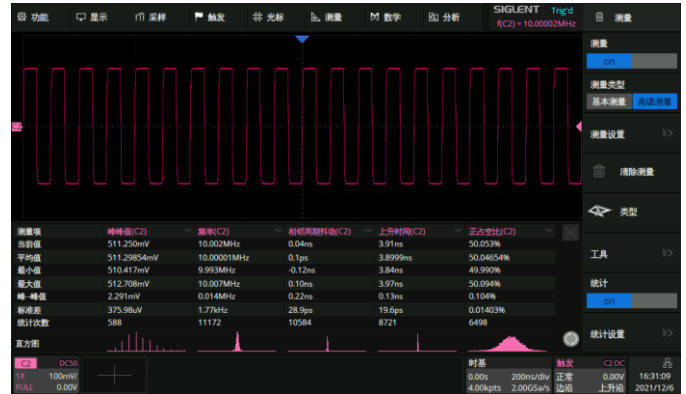 功能 显示 采样 触发 光标 测量 数学 分析 SIGLENT Trig'd 测量
f(C2) = 10.00002MHz
测量
on
测量类型
基本测量 高级测量
C2
测量设置
清除测量
类型
工具
统计
on
统计设置
测量项 峰峰值(C2) 频率(C2) 相邻周期抖动(C2) 上升时间(C2) 正占空比(C2)
当前值 511.250mV 10.002MHz 0.04ns 3.91ns 50.053%
平均值 511.29854mV 10.00001MHz 0.1ps 3.8999ns 50.04654%
最小值 510.417mV 9.993MHz -0.12ns 3.84ns 49.990%
最大值 512.708mV 10.007MHz 0.10ns 3.97ns 50.094%
峰--峰值 2.291mV 0.014MHz 0.22ns 0.13ns 0.104%
标准差 375.98uV 1.77kHz 28.9ps 19.6ps 0.01403%
统计次数 588 11172 10584 8721 6498
直方图
C2 DC50 时基 触发 C2 DC
1X 100mV/ 0.00s 200ns/div 正常 0.00V 16:31:09
FULL 0.00V 4.00kpts 2.00GSa/s 边沿 上升沿 2021/12/6